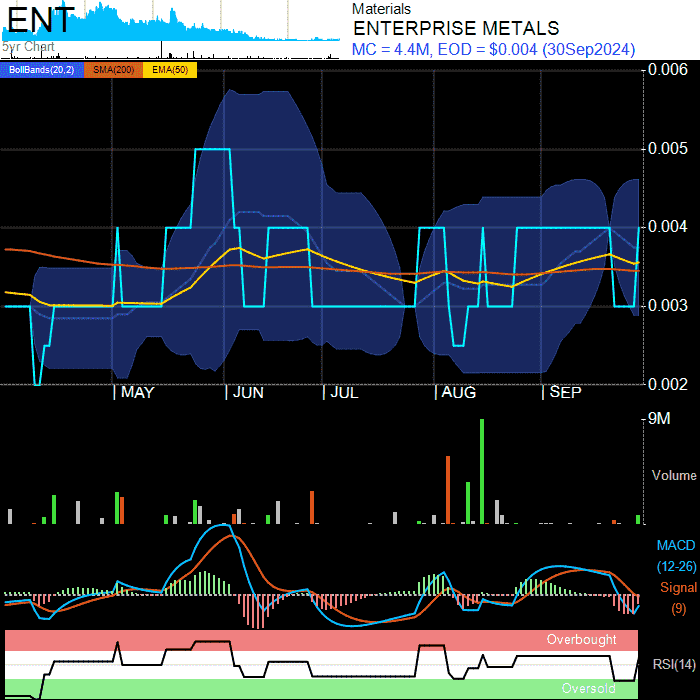 ENT
5yr Chart
Materials
ENTERPRISE METALS
MC = 4.4M, EOD = $0.004 (30Sep2024)
BollBands(20,2) SMA(200) EMA(50)
0.006
0.005
0.004
0.003
0.002
MAY JUN JUL AUG SEP
9M
Volume
MACD
(12-26)
Signal
(9)
Overbought
RSI(14)
Oversold